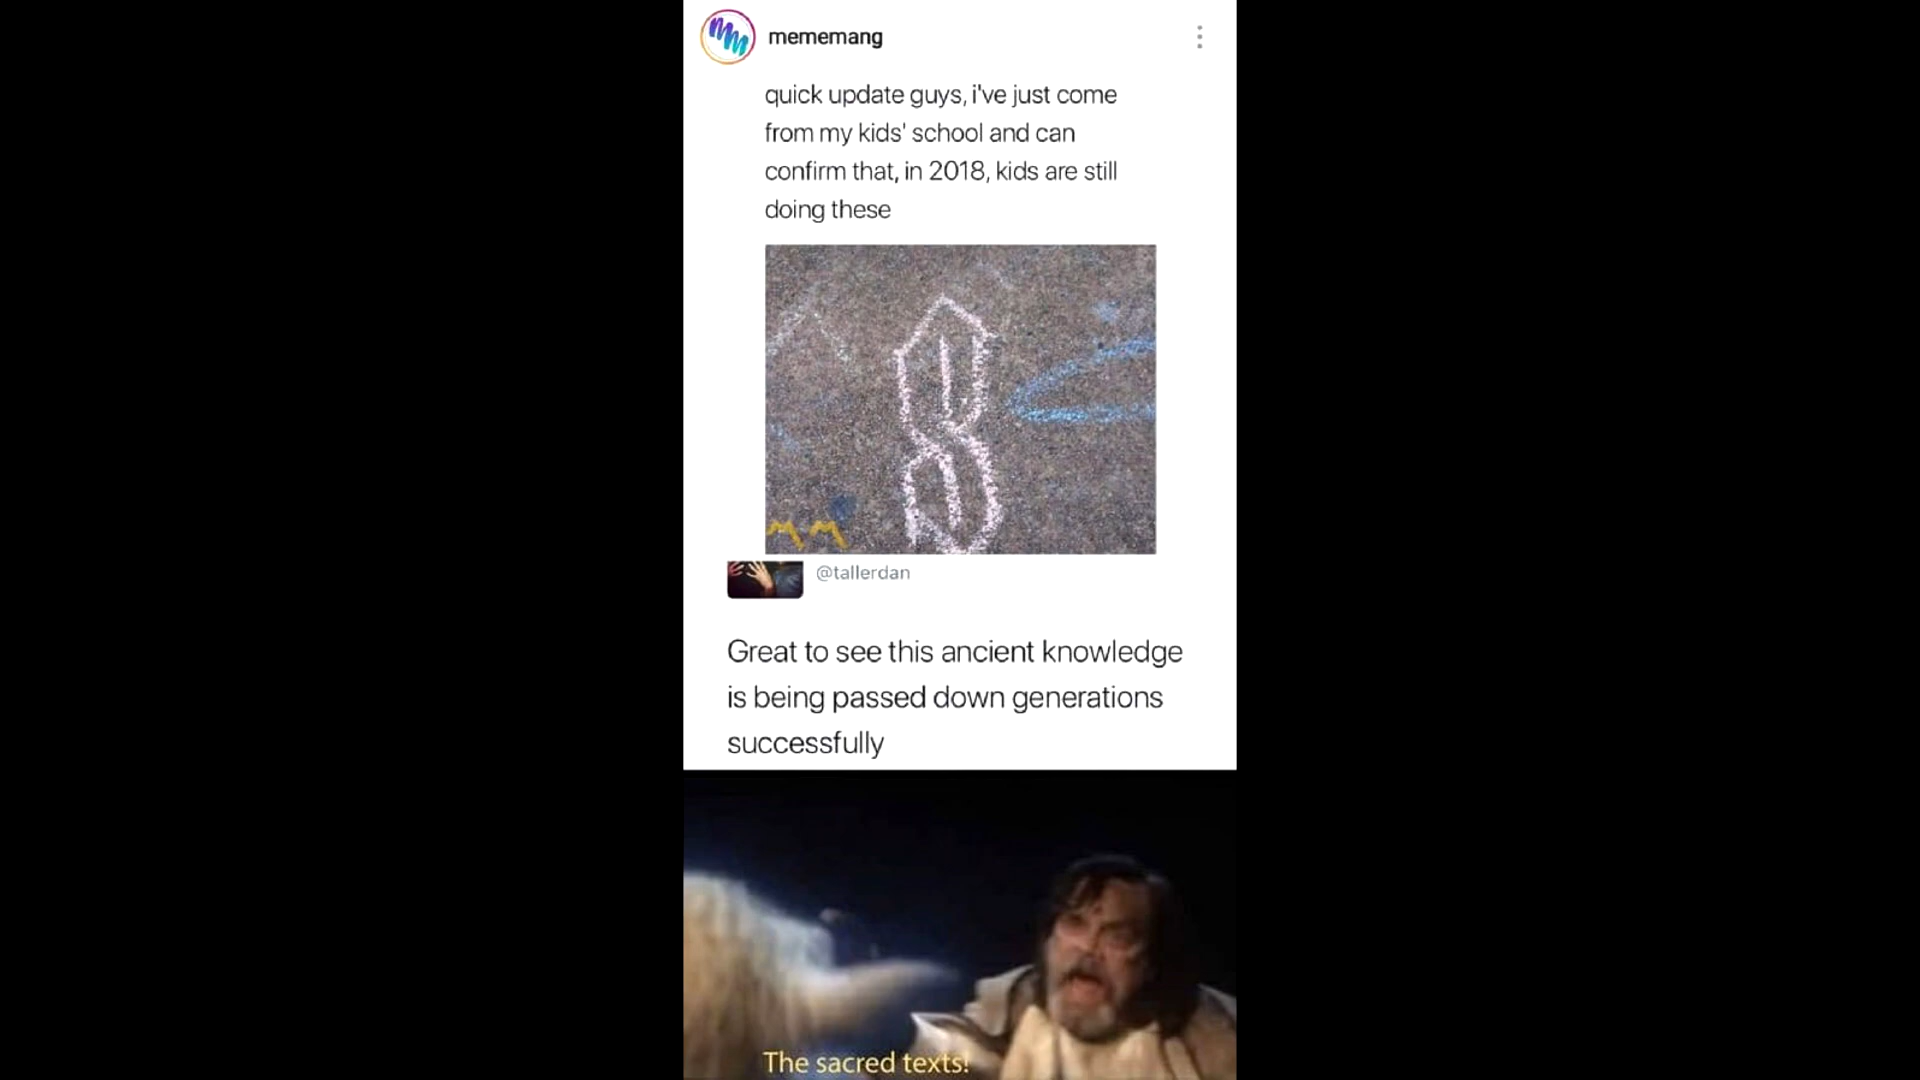 mememang
quick update guys, i've just come
from my kids' school and can
confirm that, in 2018, kids are still
doing these
MM
@tallerdan
Great to see this ancient knowledge
is being passed down generations
successfully
The sacred texts!